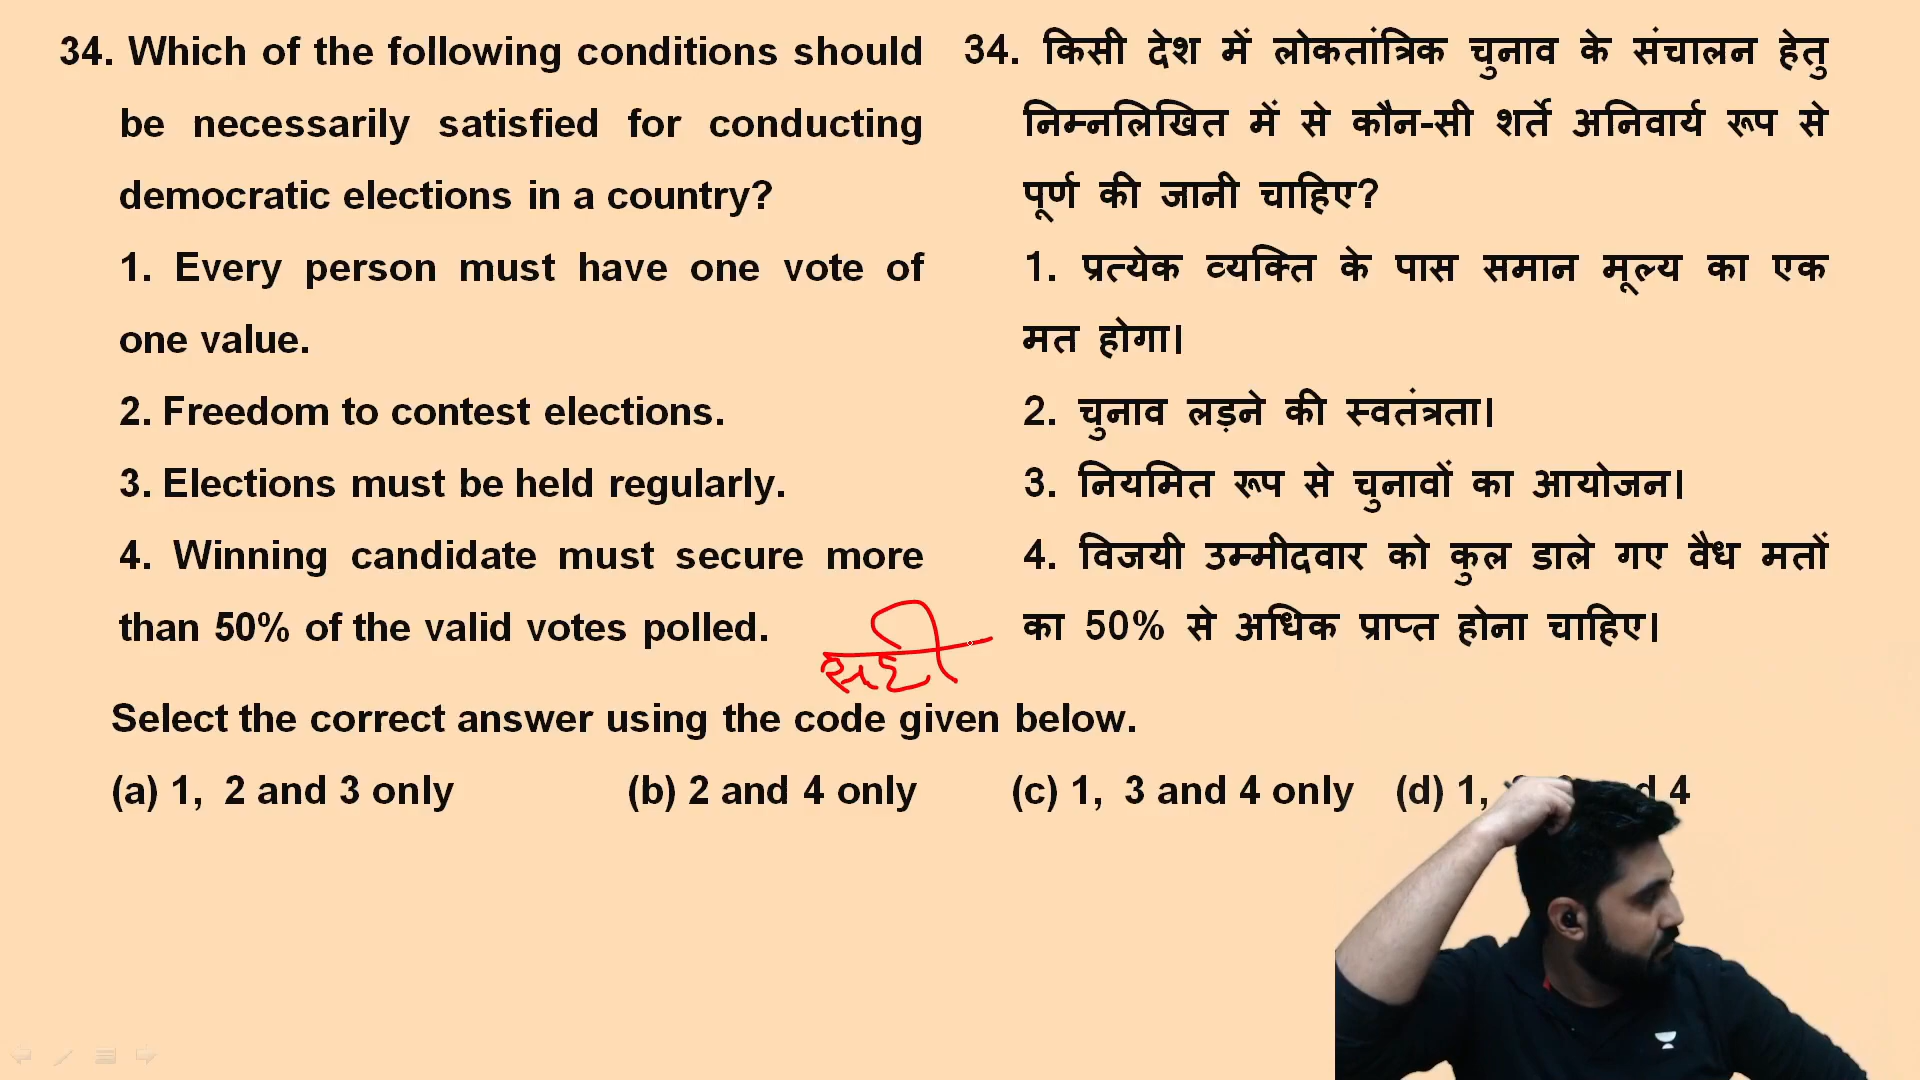 34. Which of the following conditions should
be necessarily satisfied for conducting
democratic elections in a country?
1. Every person must have one vote of
one value.
2. Freedom to contest elections.
3. Elections must be held regularly.
4. Winning candidate must secure more
than 50% of the valid votes polled.
34. किसी देश में लोकतांत्रिक चुनाव के संचालन हेतु
निम्नलिखित में से कौन-सी शर्ते अनिवार्य रूप से
पूर्ण की जानी चाहिए?
1. प्रत्येक व्यक्ति के पास समान मूल्य का एक
मत होगा।
2. चुनाव लड़ने की स्वतंत्रता।
3. नियमित रूप से चुनावों का आयोजन।
4. विजयी उम्मीदवार को कुल डाले गए वैध मतों
का 50% से अधिक प्राप्त होना चाहिए।
सही
Select the correct answer using the code given below.
(a) 1, 2 and 3 only (b) 2 and 4 only (c) 1, 3 and 4 only (d) 1, 4